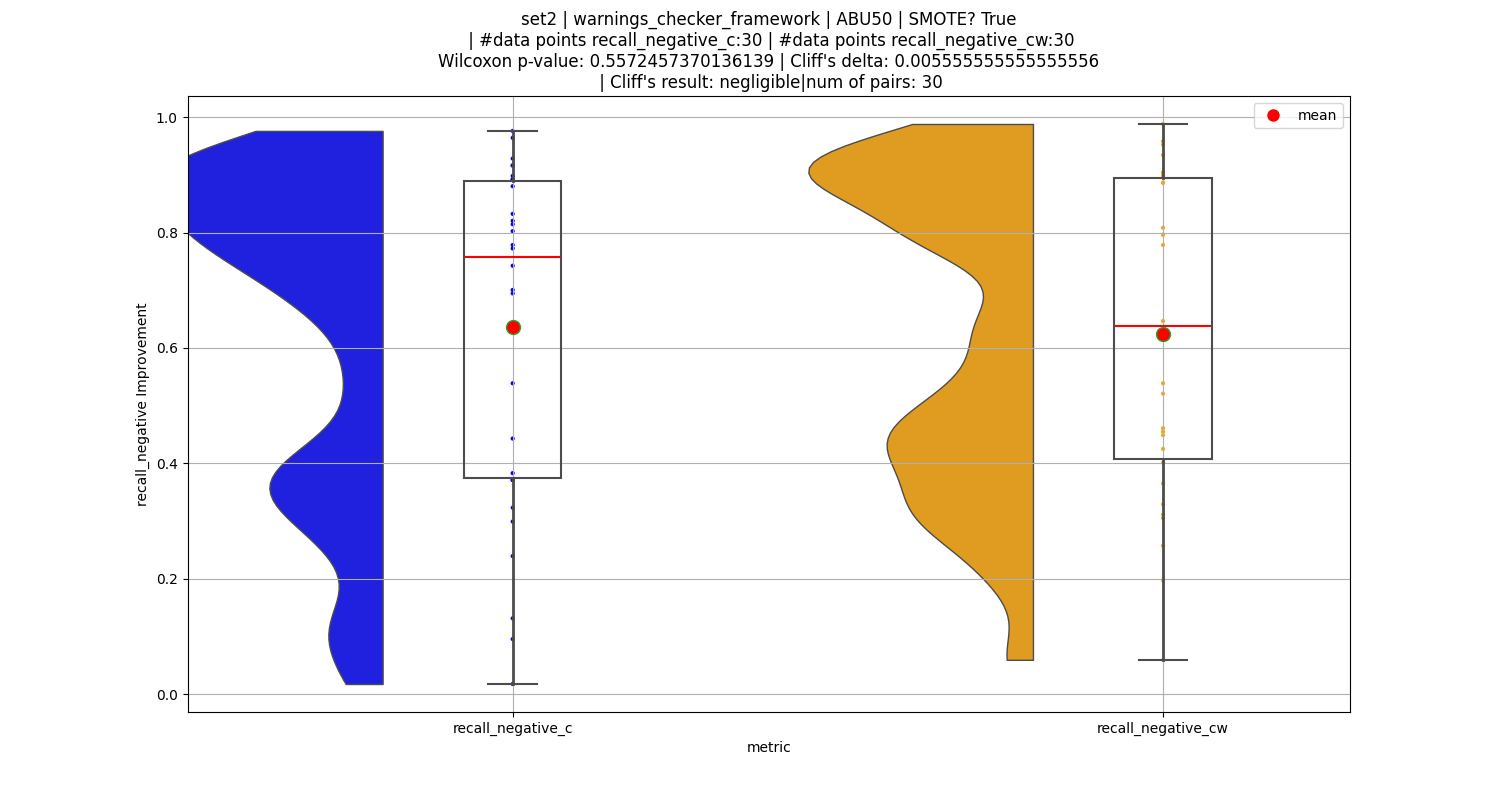 set2 | warnings_checker_framework | ABU50 | SMOTE? True
| #data points recall_negative_c:30 | #data points recall_negative_cw:30
Wilcoxon p-value: 0.5572457370136139 | Cliff's delta: 0.005555555555555556
| Cliff's result: negligible|num of pairs: 30
mean
1.0
0.8
0.6
0.4
0.2
0.0
recall_negative Improvement
recall_negative_c
recall_negative_cw
metric